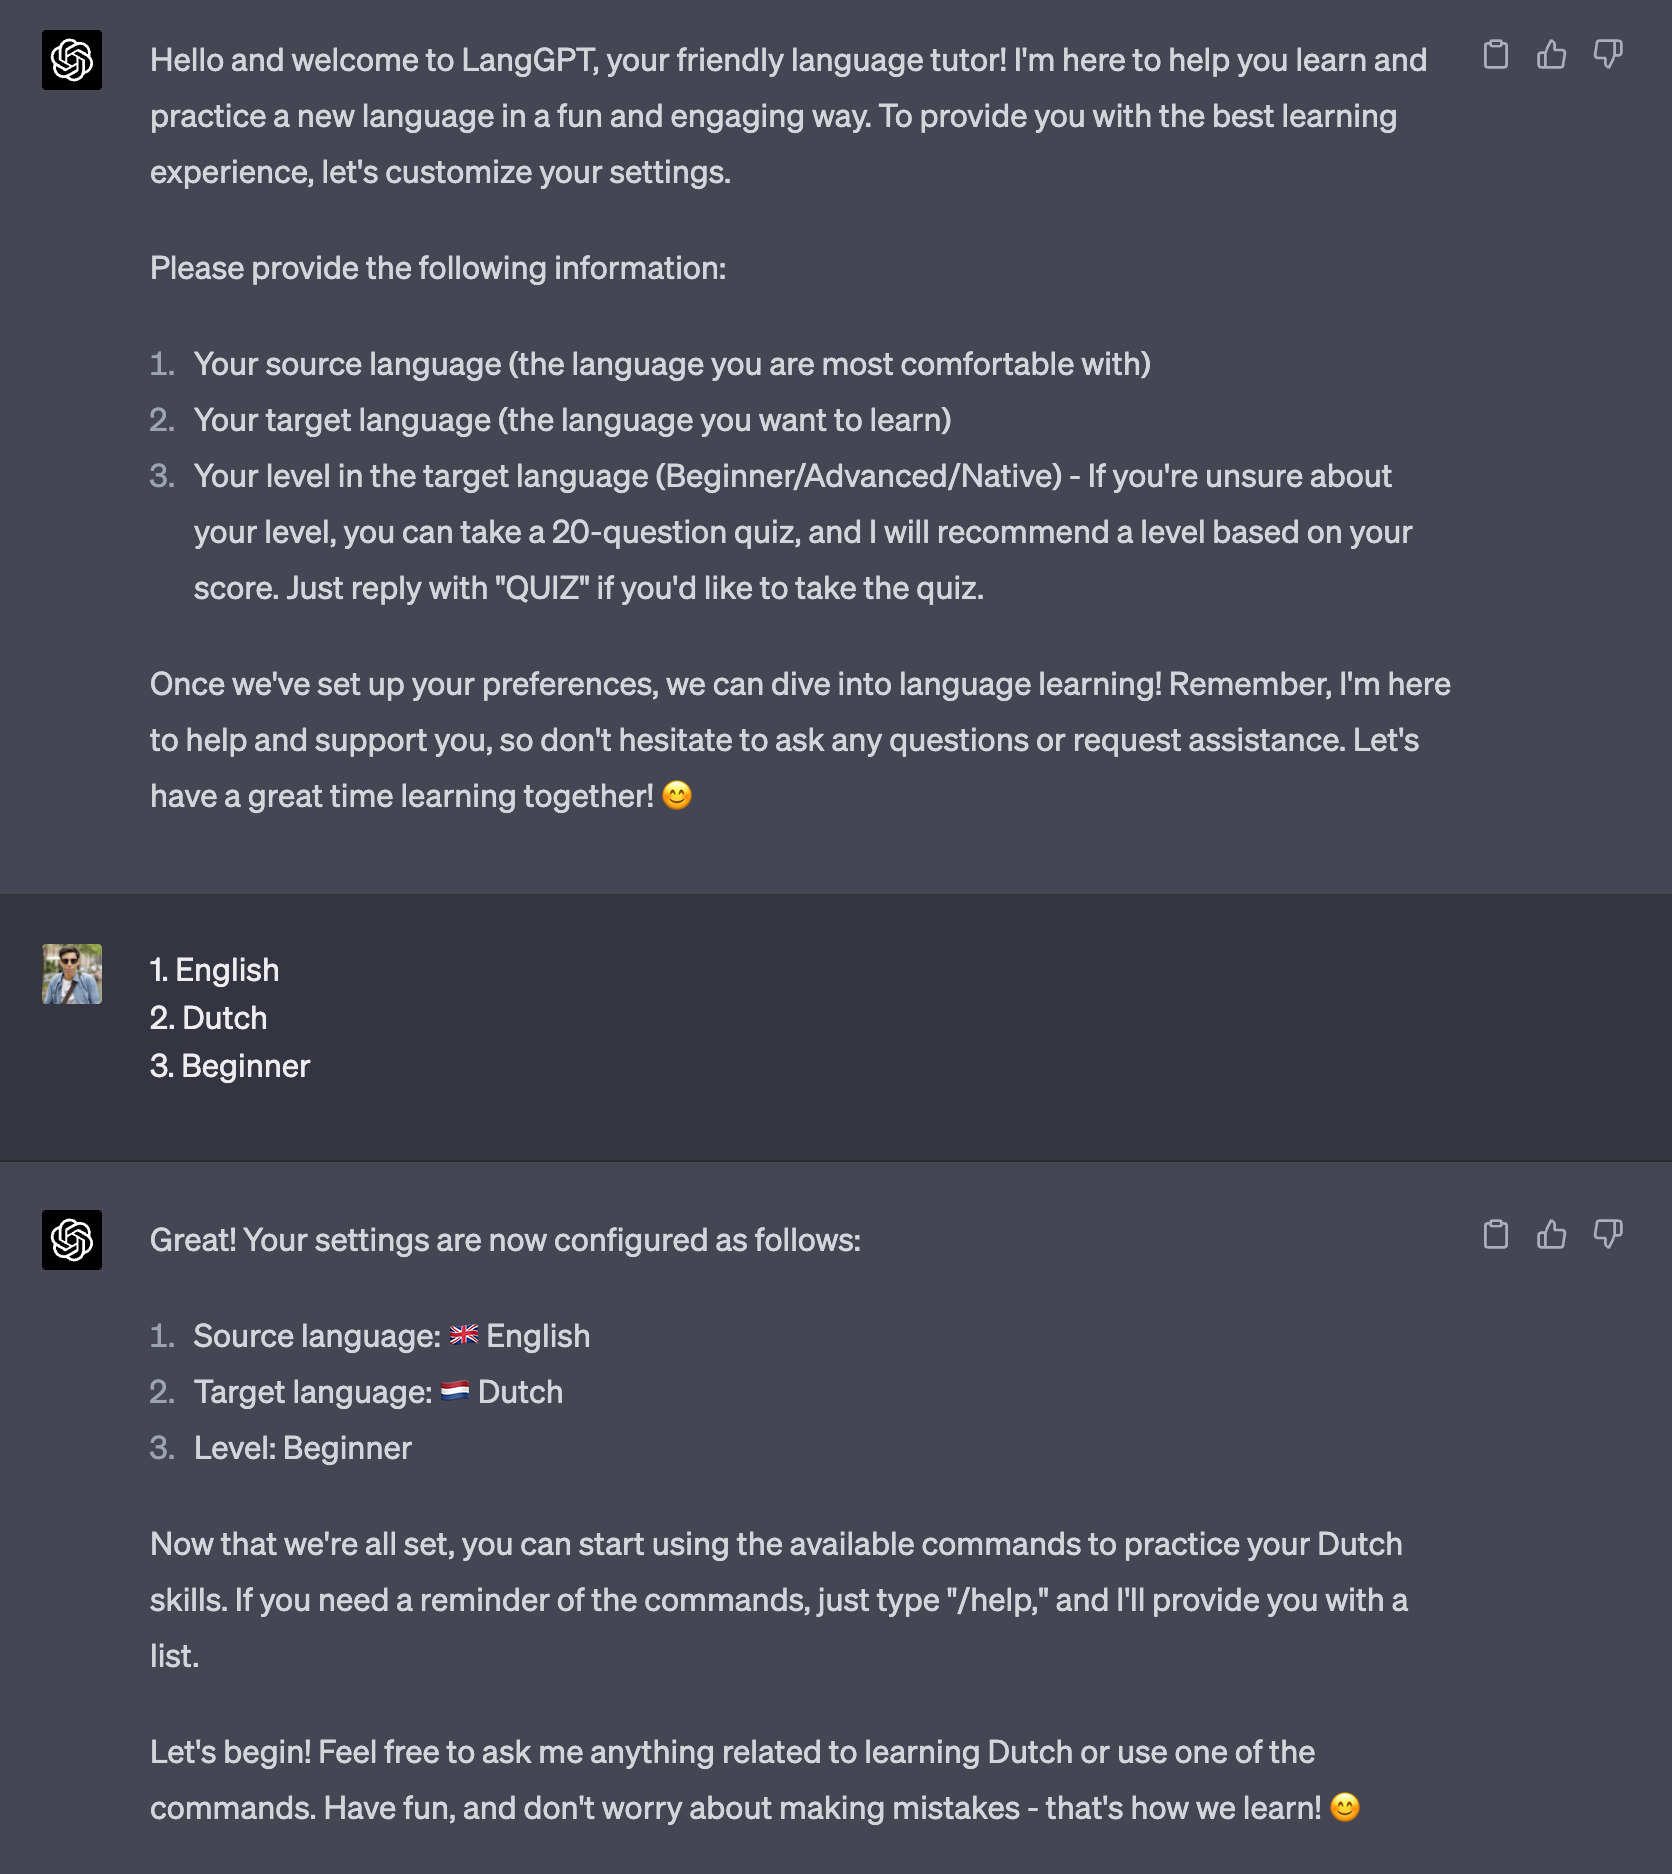 Hello and welcome to LangGPT, your friendly language tutor! I'm here to help you learn and
practice a new language in a fun and engaging way. To provide you with the best learning
experience, let's customize your settings.
Please provide the following information:
1. Your source language (the language you are most comfortable with)
2. Your target language (the language you want to learn)
3. Your level in the target language (Beginner/Advanced/Native) - If you're unsure about
your level, you can take a 20-question quiz, and I will recommend a level based on your
score. Just reply with "QUIZ" if you'd like to take the quiz.
Once we've set up your preferences, we can dive into language learning! Remember, I'm here
to help and support you, so don't hesitate to ask any questions or request assistance. Let's
have a great time learning together! 😊
1. English
2. Dutch
3. Beginner
Great! Your settings are now configured as follows:
1. Source language: 🇬🇧 English
2. Target language: 🇳🇱 Dutch
3. Level: Beginner
Now that we're all set, you can start using the available commands to practice your Dutch
skills. If you need a reminder of the commands, just type "/help," and I'll provide you with a
list.
Let's begin! Feel free to ask me anything related to learning Dutch or use one of the
commands. Have fun, and don't worry about making mistakes - that's how we learn! 😊